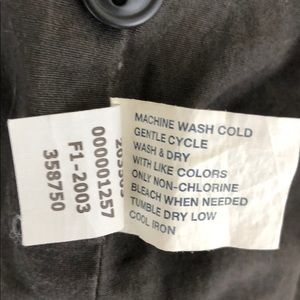 MACHINE WASH COLD
GENTLE CYCLE
WASH & DRY
WITH LIKE COLORS
ONLY NON-CHLORINE
BLEACH WHEN NEEDED
TUMBLE DRY LOW
COOL IRON
000001257
F1-2003
358750